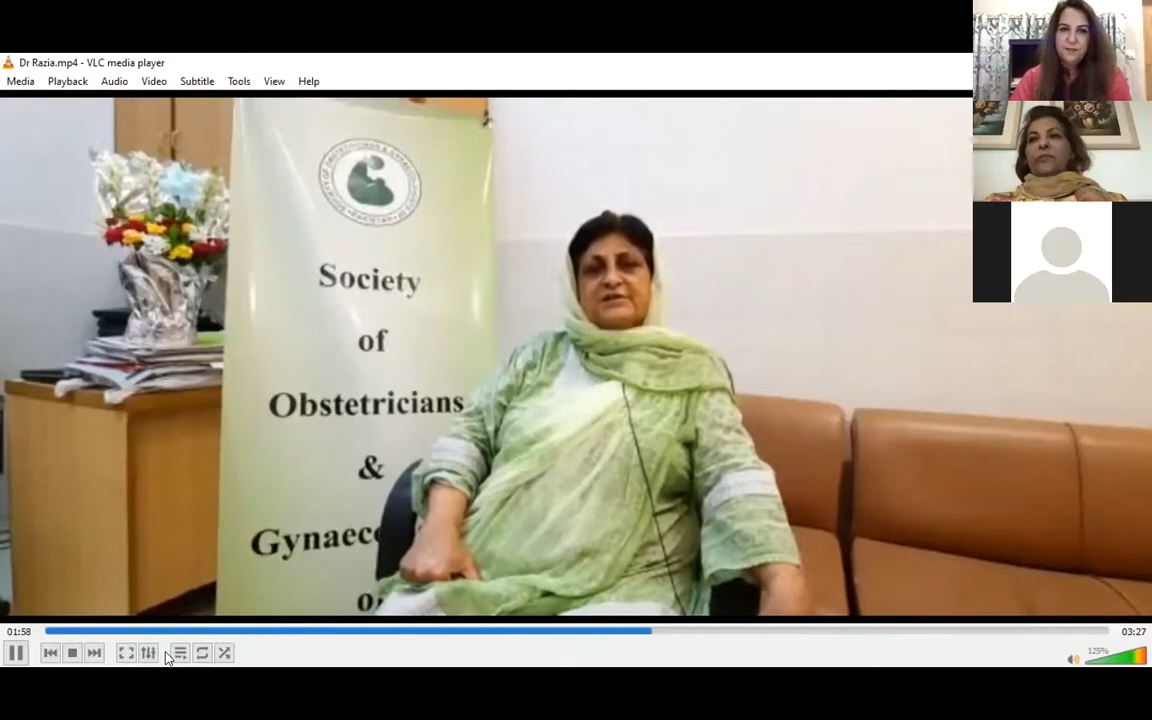 Dr Razia.mp4 - VLC media player
Media Playback Audio Video Subtitle Tools View Help
Society
of
Obstetricians
&
Gynaeco
01:58
03:27
125%